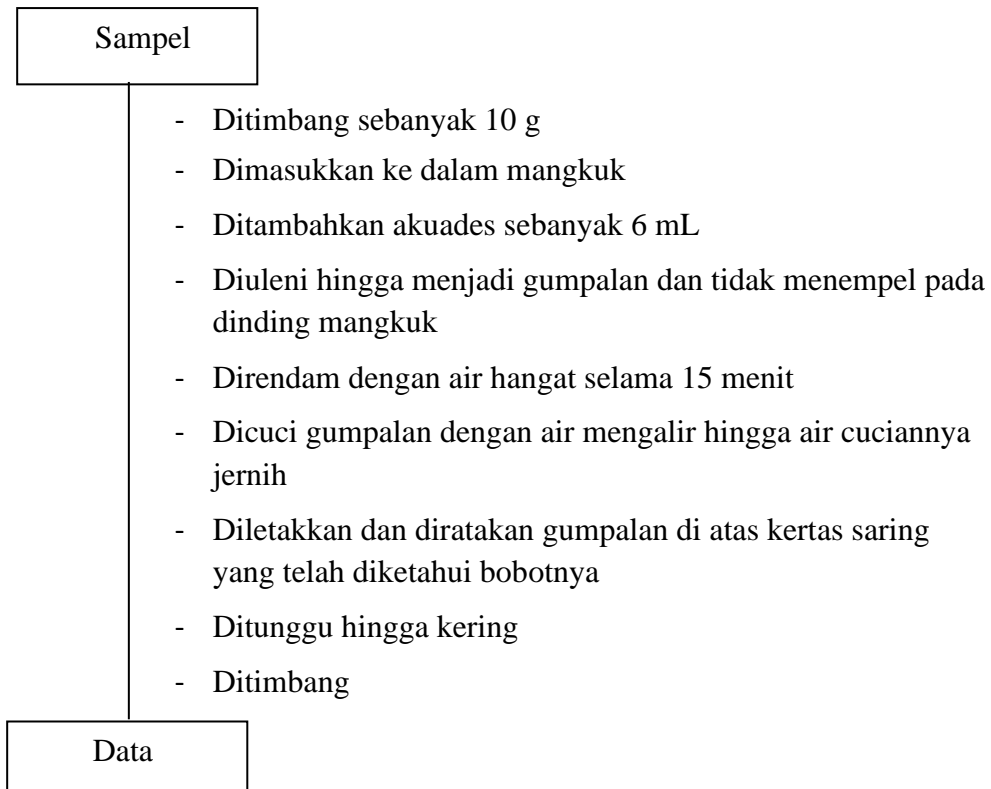 Sampel
- Ditimbang sebanyak 10 g
- Dimasukkan ke dalam mangkuk
- Ditambahkan akuades sebanyak 6 mL
- Diuleni hingga menjadi gumpalan dan tidak menempel pada
dinding mangkuk
- Direndam dengan air hangat selama 15 menit
- Dicuci gumpalan dengan air mengalir hingga air cuciannya
jernih
- Diletakkan dan diratakan gumpalan di atas kertas saring
yang telah diketahui bobotnya
- Ditunggu hingga kering
- Ditimbang
Data